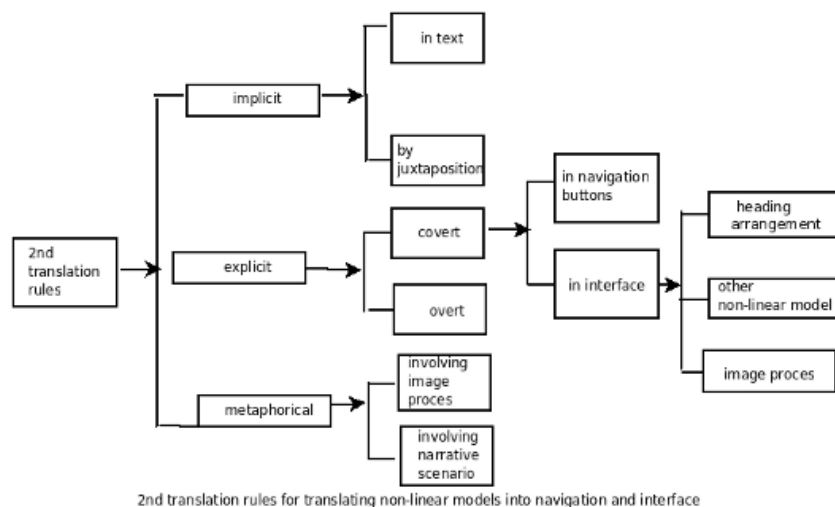 2nd
translation
rules
implicit
in text
by
juxtaposition
explicit
covert
in navigation
buttons
in interface
heading
arrangement
other
non-linear model
image proces
overt
metaphorical
involving
image
proces
involving
narrative
scenario
2nd translation rules for translating non-linear models into navigation and interface